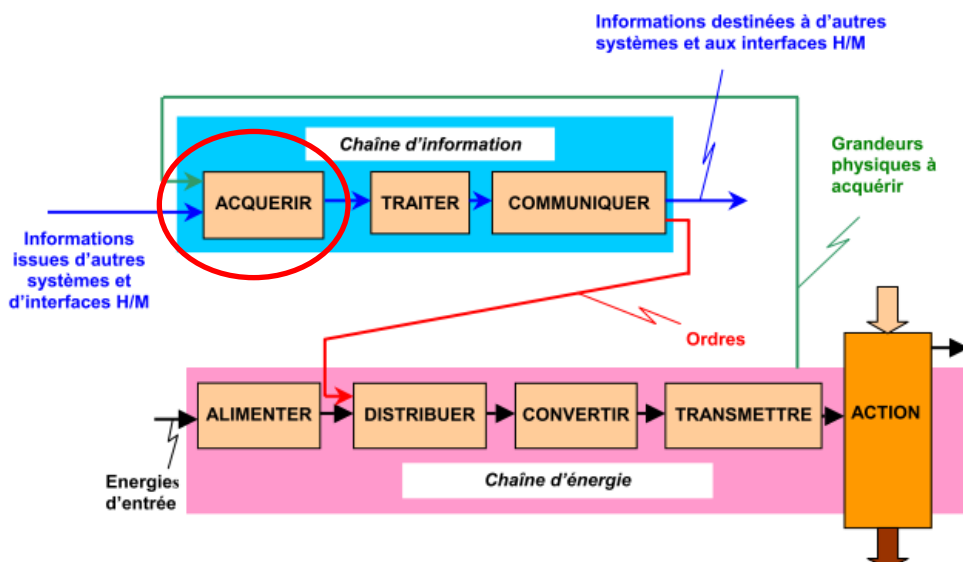 Informations destinées à d'autres
systèmes et aux interfaces H/M
Chaîne d'information
Grandeurs
physiques à
acquérir
ACQUERIR
TRAITER
COMMUNIQUER
Informations
issues d'autres
systèmes et
d'interfaces H/M
Ordres
ALIMENTER
DISTRIBUER
CONVERTIR
TRANSMETTRE
ACTION
Energies
d'entrée
Chaîne d'énergie